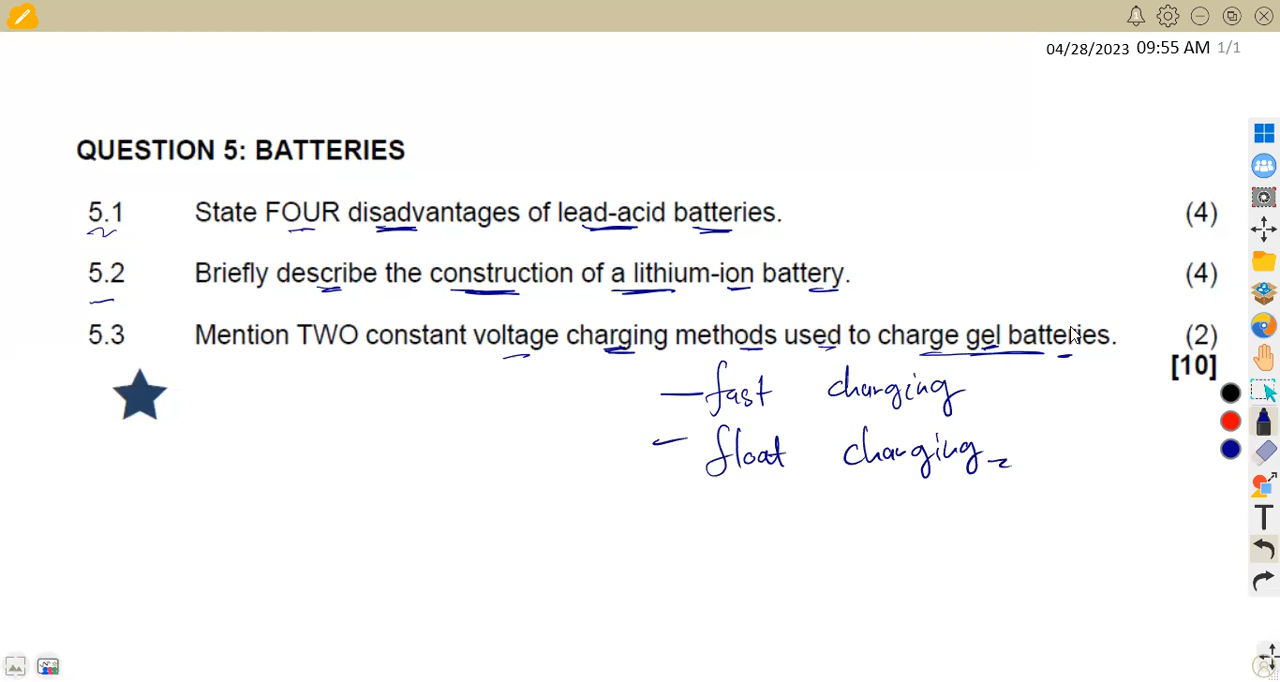 04/28/2023 09:55 AM 1/1
QUESTION 5: BATTERIES
5.1 State FOUR disadvantages of lead-acid batteries. (4)
5.2 Briefly describe the construction of a lithium-ion battery. (4)
5.3 Mention TWO constant voltage charging methods used to charge gel batteries. (2)
[10]
– fast charging
– float charging
T